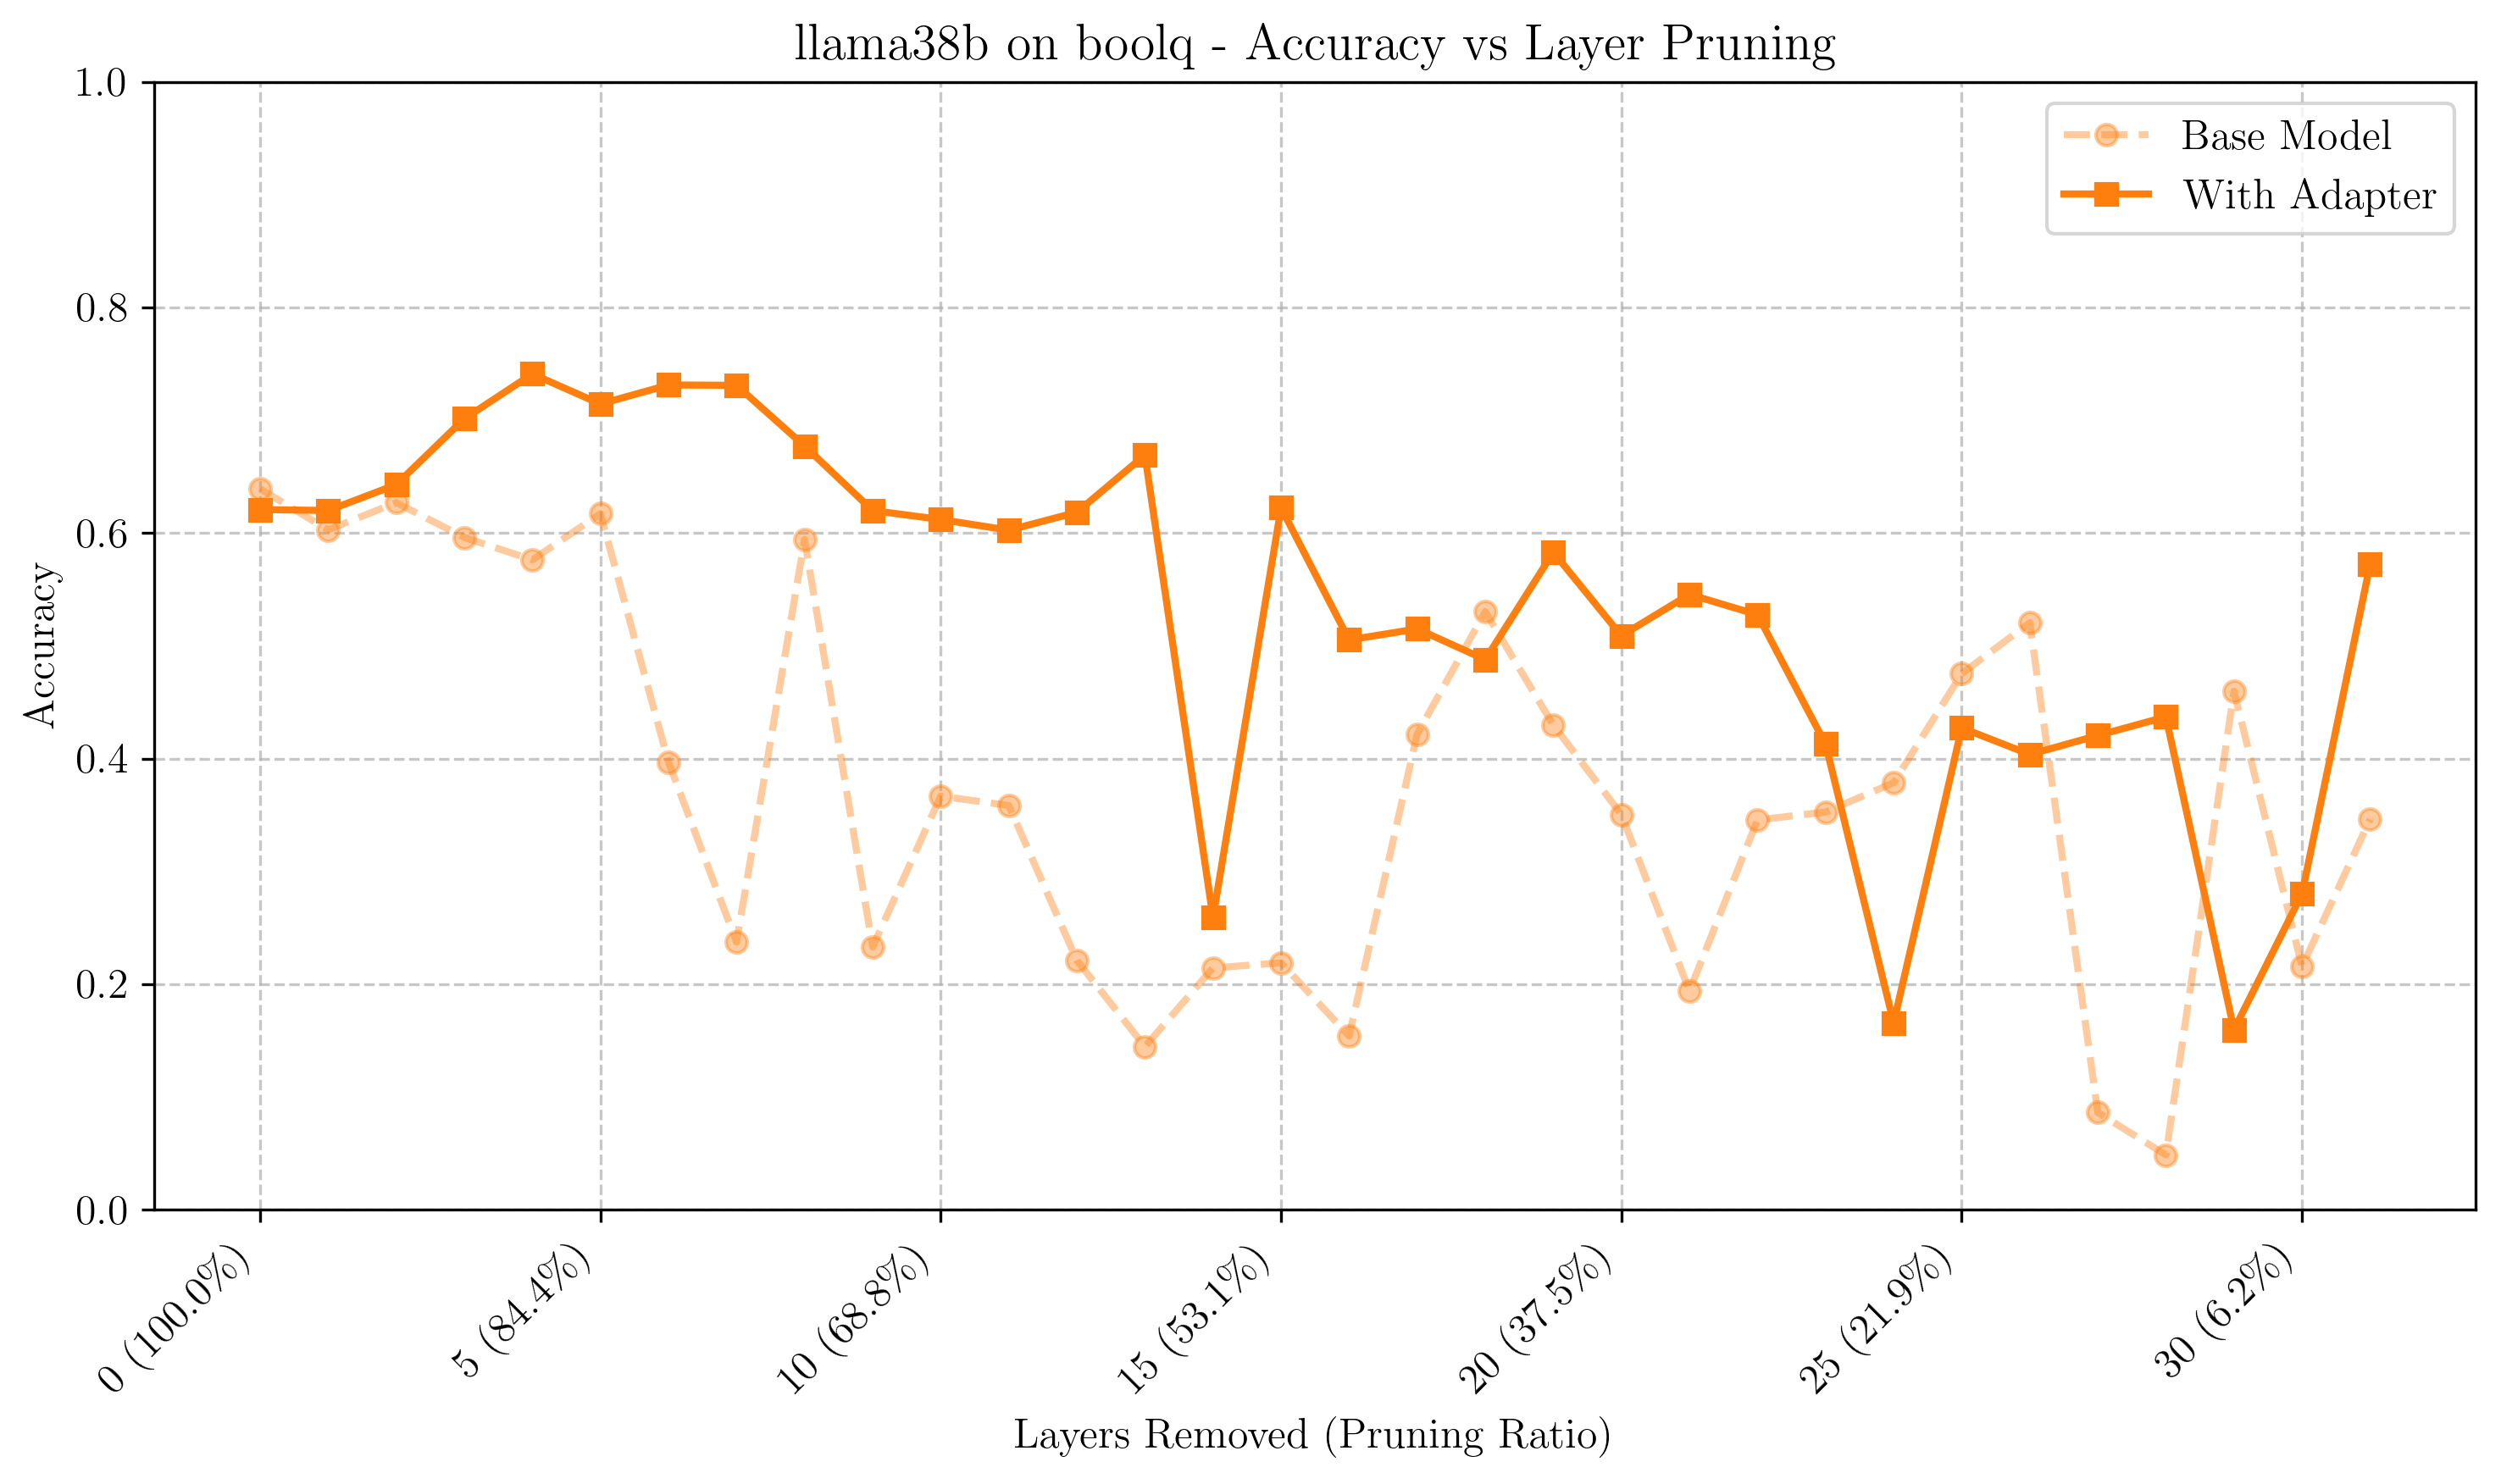 llama38b on boolq - Accuracy vs Layer Pruning
1.0
0.8
0.6
0.4
0.2
0.0
Accuracy
Base Model
With Adapter
0 (100.0%)
5 (84.4%)
10 (68.8%)
15 (53.1%)
20 (37.5%)
25 (21.9%)
30 (6.2%)
Layers Removed (Pruning Ratio)